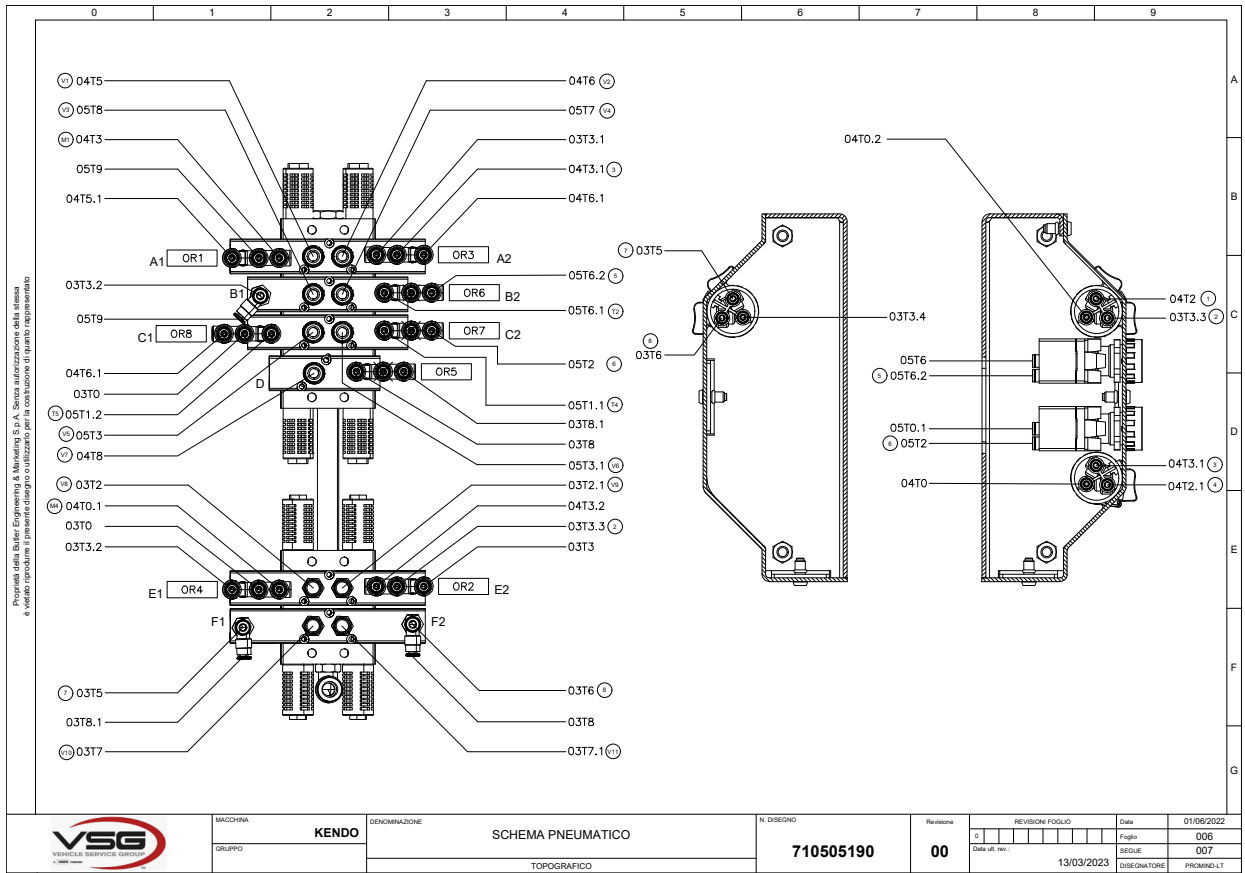 0 1 2 3 4 5 6 7 8 9
A
B
C
D
E
F
G
Proprietà della Butler Engineering & Marketing S.p.A. Senza autorizzazione della stessa
è vietato riprodurre il presente disegno o utilizzarlo per la costruzione di quanto rappresentato
V1 04T5
V3 05T8
M1 04T3
05T9
04T5.1
A1 OR1
04T6 V2
05T7 V4
03T3.1
04T3.1 3
04T6.1
OR3 A2
03T3.2
B1
05T6.2 5
OR6 B2
05T6.1 T2
05T9
C1 OR8
OR7 C2
05T2 6
04T6.1
03T0
D
OR5
T5 05T1.2
V5 05T3
V7 04T8
05T1.1 T4
03T8.1
03T8
05T3.1 V6
V8 03T2
M4 04T0.1
03T0
03T3.2
E1 OR4
03T2.1 V9
04T3.2
03T3.3 2
03T3
OR2 E2
F1
F2
7 03T5
03T8.1
V10 03T7
03T6 8
03T8
03T7.1 V11
7 03T5
8
03T6
03T3.4
04T0.2
04T2 1
03T3.3 2
05T6
5 05T6.2
05T0.1
6 05T2
04T0
04T3.1 3
04T2.1 4
VSG
VEHICLE SERVICE GROUP
MACCHINA
KENDO
GRUPPO
DENOMINAZIONE
SCHEMA PNEUMATICO
TOPOGRAFICO
N. DISEGNO
710505190
Revisione
00
REVISIONI FOGLIO
0
Data ult. rev.:
13/03/2023
Data 01/06/2022
Foglio 006
SEGUE 007
DISEGNATORE PROMIND-LT